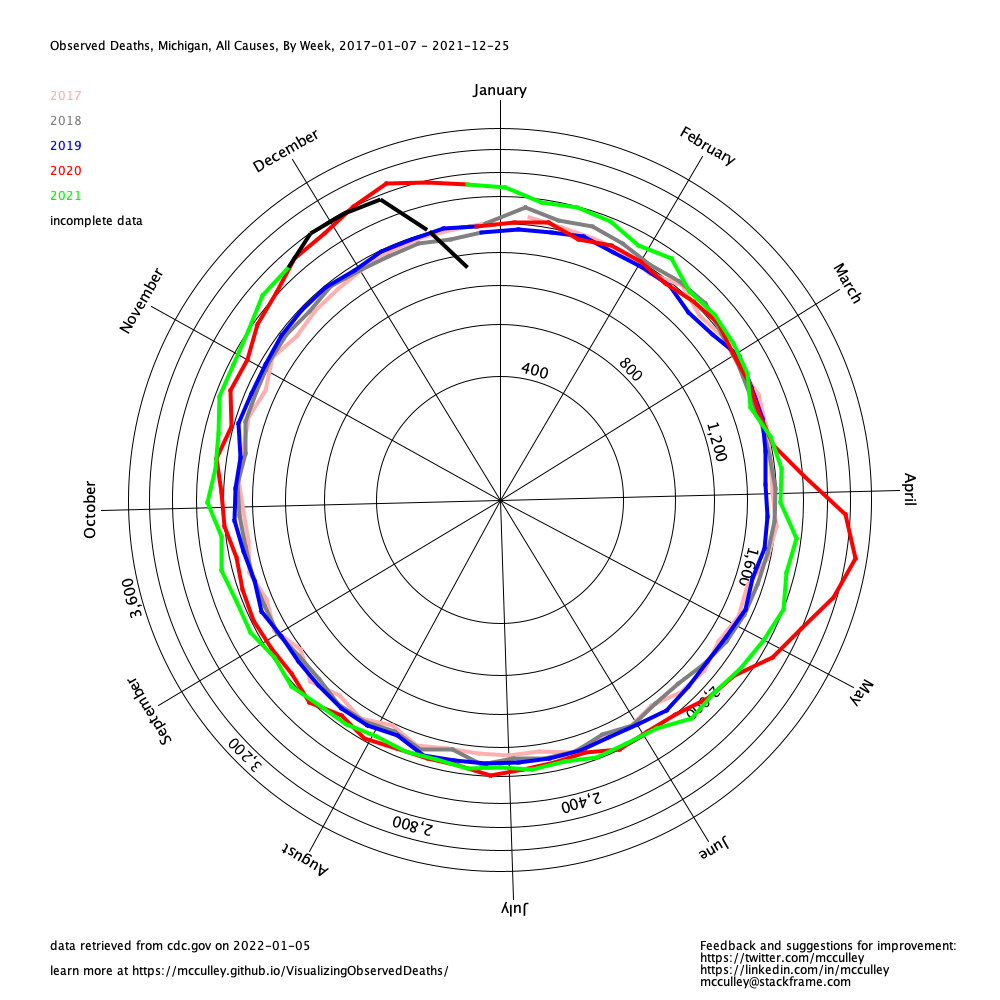 Observed Deaths, Michigan, All Causes, By Week, 2017-01-07 - 2021-12-25
2017
2018
2019
2020
2021
incomplete data
January
February
March
April
May
June
July
August
September
October
November
December
400
800
1,200
1,600
2,000
2,400
2,800
3,200
3,600
data retrieved from cdc.gov on 2022-01-05
learn more at https://mcculley.github.io/VisualizingObservedDeaths/
Feedback and suggestions for improvement:
https://twitter.com/mcculley
https://linkedin.com/in/mcculley
mcculley@stackframe.com